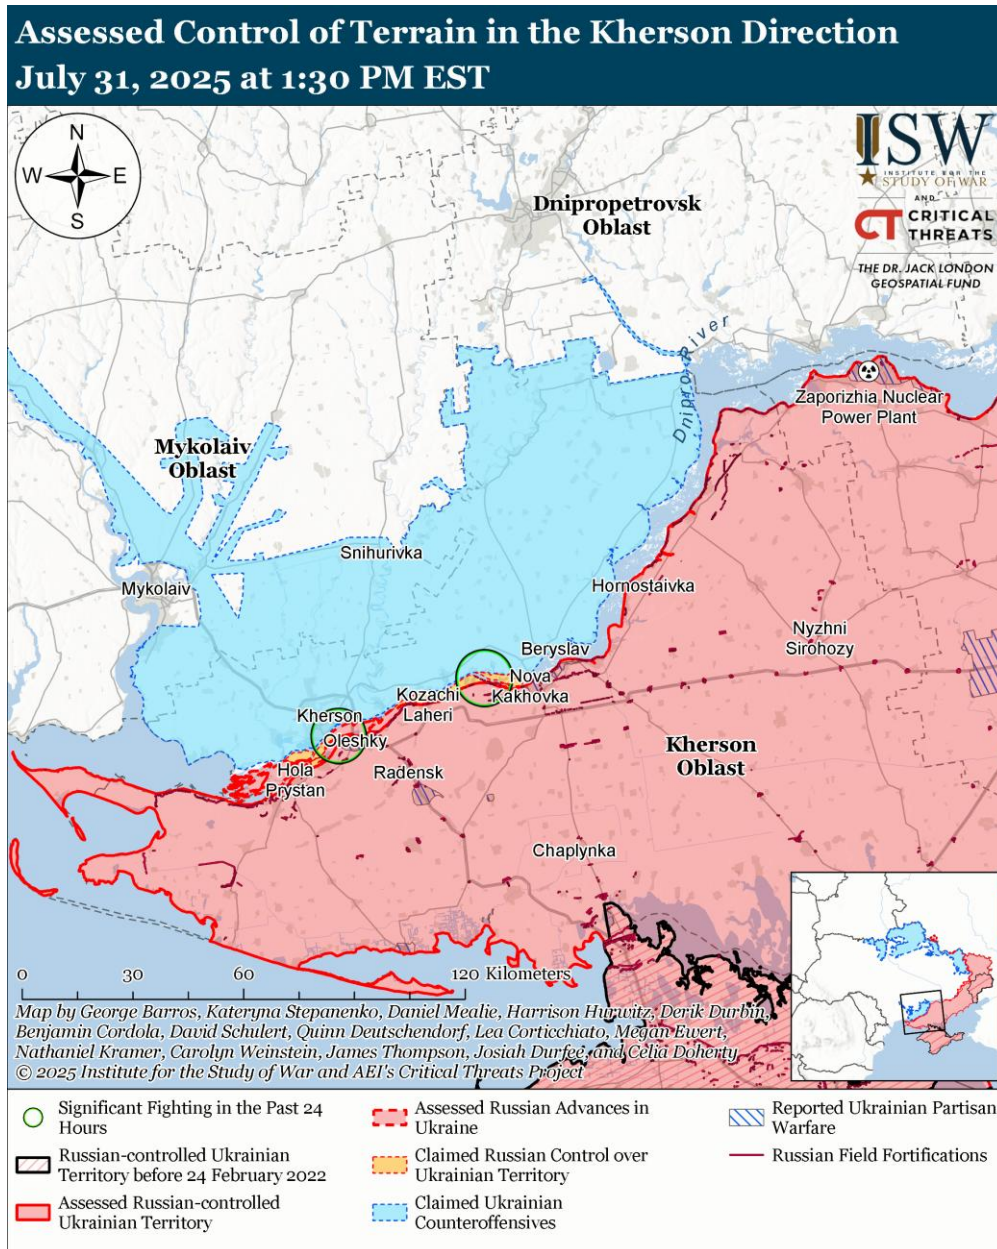 Assessed Control of Terrain in the Kherson Direction
July 31, 2025 at 1:30 PM EST
N
W E
S
ISW
INSTITUTE FOR THE
STUDY OF WAR
AND
CT CRITICAL
THREATS
THE DR. JACK LONDON
GEOSPATIAL FUND
Dnipropetrovsk
Oblast
Dnipro River
Zaporizhia Nuclear
Power Plant
Mykolaiv
Oblast
Snihurivka
Mykolaiv
Hornostaivka
Nyzhni
Sirohozy
Beryslav
Nova
Kakhovka
Kozachi
Laheri
Kherson
Oleshky
Kherson
Oblast
Hola
Prystan
Radensk
Chaplynka
0 30 60 120 Kilometers
Map by George Barros, Kateryna Stepanenko, Daniel Mealie, Harrison Hurwitz, Derik Durbin,
Benjamin Cordola, David Schulert, Quinn Deutschendorf, Lea Corticchiato, Megan Ewert,
Nathaniel Kramer, Carolyn Weinstein, James Thompson, Josiah Durfee, and Celia Doherty
© 2025 Institute for the Study of War and AEI's Critical Threats Project
Significant Fighting in the Past 24
Hours
Russian-controlled Ukrainian
Territory before 24 February 2022
Assessed Russian-controlled
Ukrainian Territory
Assessed Russian Advances in
Ukraine
Claimed Russian Control over
Ukrainian Territory
Claimed Ukrainian
Counteroffensives
Reported Ukrainian Partisan
Warfare
Russian Field Fortifications